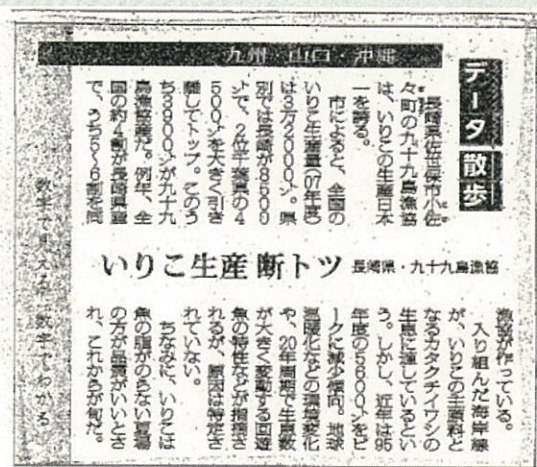 九州・山口・沖縄
データ散歩
長崎県佐世保市小佐
々町の九十九島漁協
は、いりこの生産日本
一を誇る。
市によると、全国の
いりこ生産量(07年度)
は3万2000㌧。県
別では長崎が8500
㌧で、2位千葉県の4
500㌧を大きく引き
離してトップ。このう
ち3900㌧が九十九
島漁協産だ。例年、全
国の約4割が長崎県産
で、うち5〜6割を同
いりこ生産 断トツ
長崎県・九十九島漁協
漁協が作っている。
入り組んだ海岸線
が、いりこの主原料と
なるカタクチイワシの
生息に適しているとい
う。しかし、近年は95
年度の5600㌧をピ
ークに減少傾向。地球
温暖化などの環境変化
や、20年周期で生息数
が大きく変動する回遊
魚の特性などが指摘さ
れるが、原因は特定さ
れていない。
ちなみに、いりこは
魚の脂がのらない夏場
の方が品質がいいとさ
れ、これからが旬だ。
数字で見える 数字でわかる